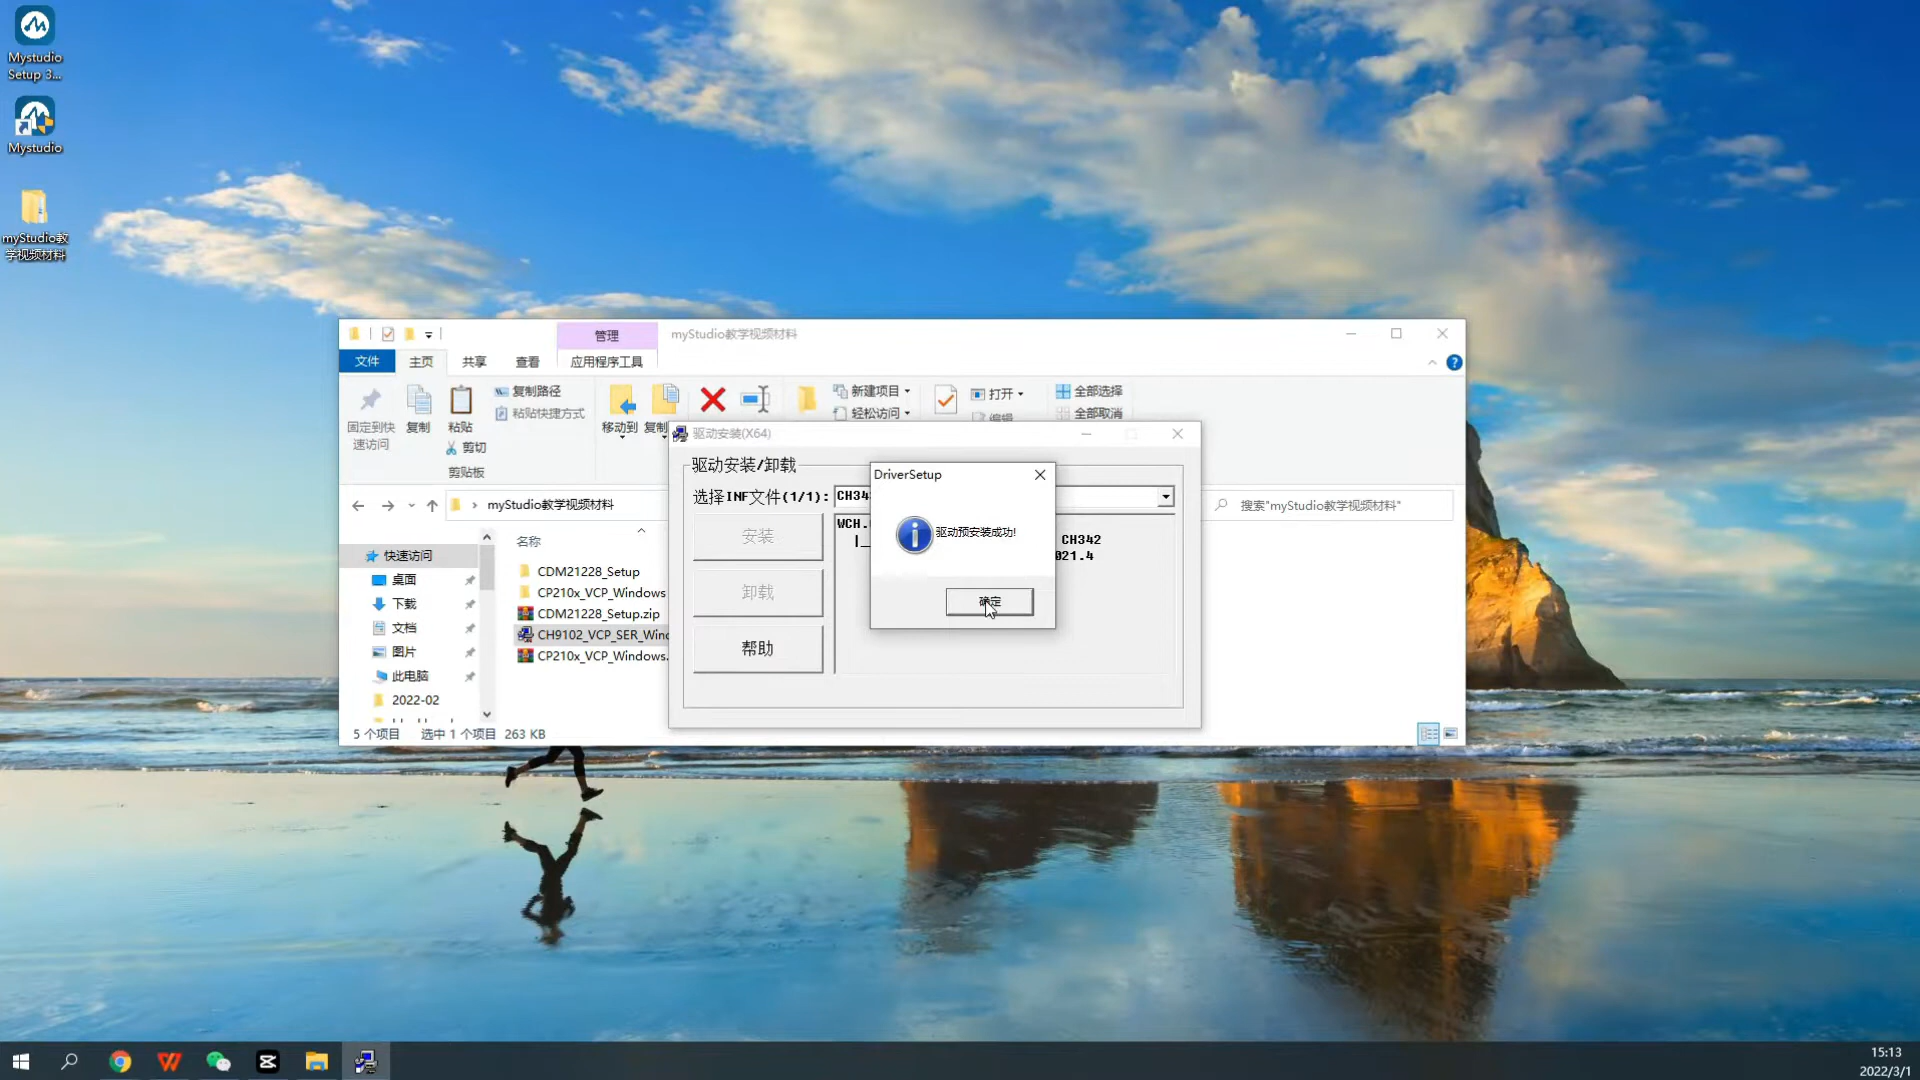 Mystudio
Setup 3...
Mystudio
myStudio教
学视频材料
管理
myStudio教学视频材料
文件
主页
共享
查看
应用程序工具
固定到快
速访问
复制
粘贴
复制路径
粘贴快捷方式
剪切
剪贴板
移动到
复制
新建项目
轻松访问
打开
编辑
全部选择
全部取消
myStudio教学视频材料
搜索"myStudio教学视频材料"
快速访问
桌面
下载
文档
图片
此电脑
2022-02
名称
CDM21228_Setup
CP210x_VCP_Windows
CDM21228_Setup.zip
CH9102_VCP_SER_Wind
CP210x_VCP_Windows.
5 个项目
选中 1 个项目
263 KB
驱动安装(X64)
驱动安装/卸载
选择INF文件(1/1):
CH34
安装
卸载
帮助
WCH.
|_
CH342
021.4
DriverSetup
驱动预安装成功!
确定
15:13
2022/3/1